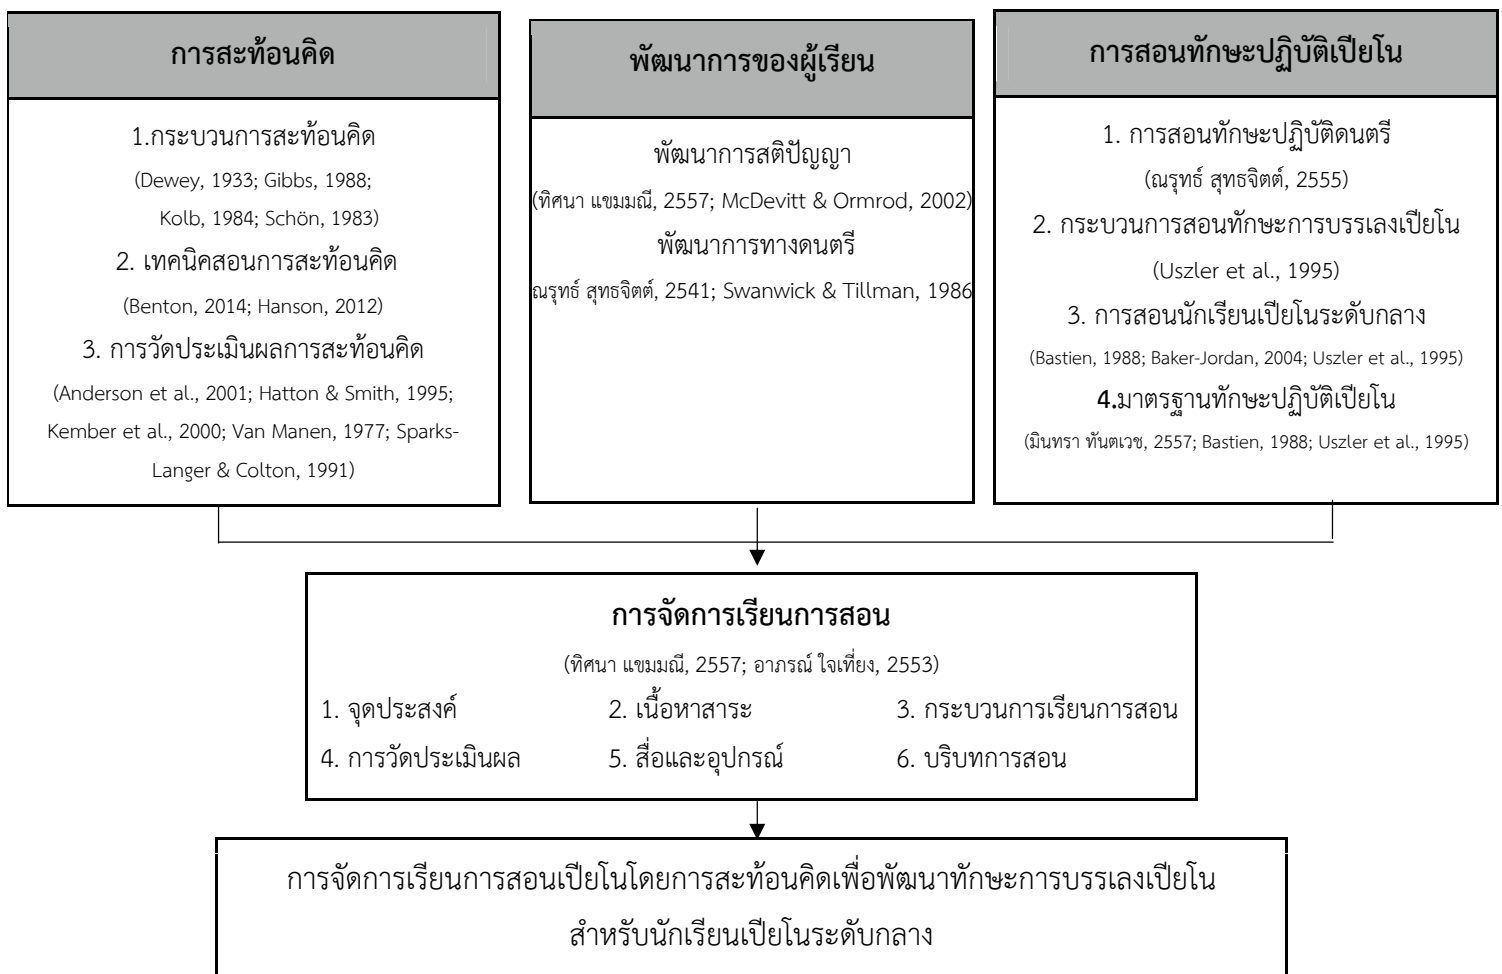 การสะท้อนคิด
1.กระบวนการสะท้อนคิด
(Dewey, 1933; Gibbs, 1988;
Kolb, 1984; Schön, 1983)
2. เทคนิคสอนการสะท้อนคิด
(Benton, 2014; Hanson, 2012)
3. การวัดประเมินผลการสะท้อนคิด
(Anderson et al., 2001; Hatton & Smith, 1995;
Kember et al., 2000; Van Manen, 1977; Sparks-
Langer & Colton, 1991)
พัฒนาการของผู้เรียน
พัฒนาการสติปัญญา
(ทิศนา แขมมณี, 2557; McDevitt & Ormrod, 2002)
พัฒนาการทางดนตรี
ณรุทธ์ สุทธจิตต์, 2541; Swanwick & Tillman, 1986
การสอนทักษะปฏิบัติเปียโน
1. การสอนทักษะปฏิบัติดนตรี
(ณรุทธ์ สุทธจิตต์, 2555)
2. กระบวนการสอนทักษะการบรรเลงเปียโน
(Uszler et al., 1995)
3. การสอนนักเรียนเปียโนระดับกลาง
(Bastien, 1988; Baker-Jordan, 2004; Uszler et al., 1995)
4.มาตรฐานทักษะปฏิบัติเปียโน
(มินทรา ทันตเวช, 2557; Bastien, 1988; Uszler et al., 1995)
การจัดการเรียนการสอน
(ทิศนา แขมมณี, 2557; อาภรณ์ ใจเที่ยง, 2553)
1. จุดประสงค์ 2. เนื้อหาสาระ 3. กระบวนการเรียนการสอน
4. การวัดประเมินผล 5. สื่อและอุปกรณ์ 6. บริบทการสอน
การจัดการเรียนการสอนเปียโนโดยการสะท้อนคิดเพื่อพัฒนาทักษะการบรรเลงเปียโน
สำหรับนักเรียนเปียโนระดับกลาง